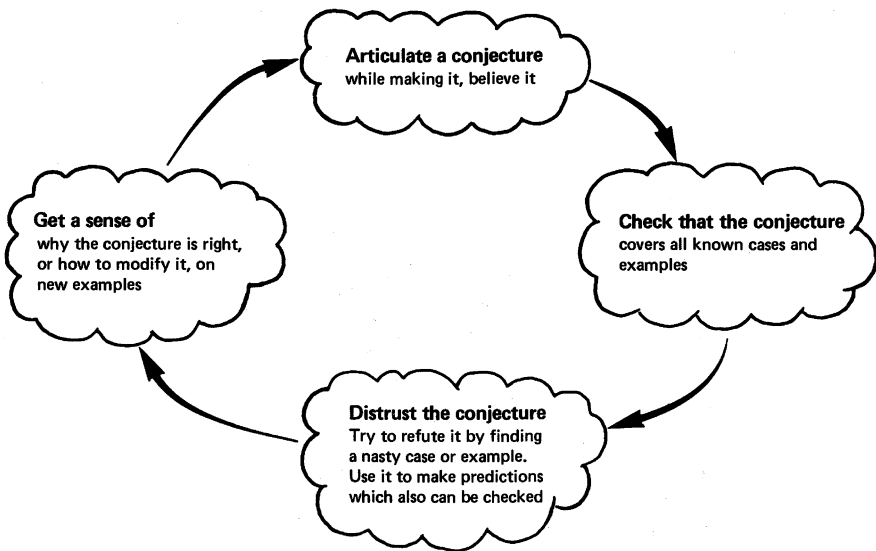 Articulate a conjecture
while making it, believe it
Check that the conjecture
covers all known cases and
examples
Distrust the conjecture
Try to refute it by finding
a nasty case or example.
Use it to make predictions
which also can be checked
Get a sense of
why the conjecture is right,
or how to modify it, on
new examples